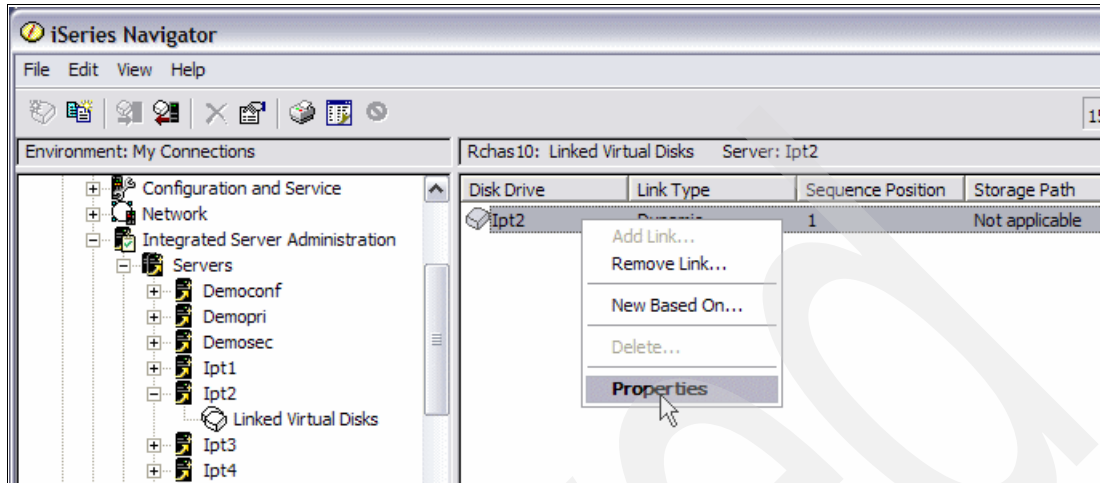 iSeries Navigator
File Edit View Help
15
Environment: My Connections
Rchas10: Linked Virtual Disks Server: Ipt2
Configuration and Service
Network
Integrated Server Administration
Servers
Democonf
Demopri
Demosec
Ipt1
Ipt2
Linked Virtual Disks
Ipt3
Ipt4
Disk Drive Link Type Sequence Position Storage Path
Ipt2 Dynamic 1 Not applicable
Add Link...
Remove Link...
New Based On...
Delete...
Properties